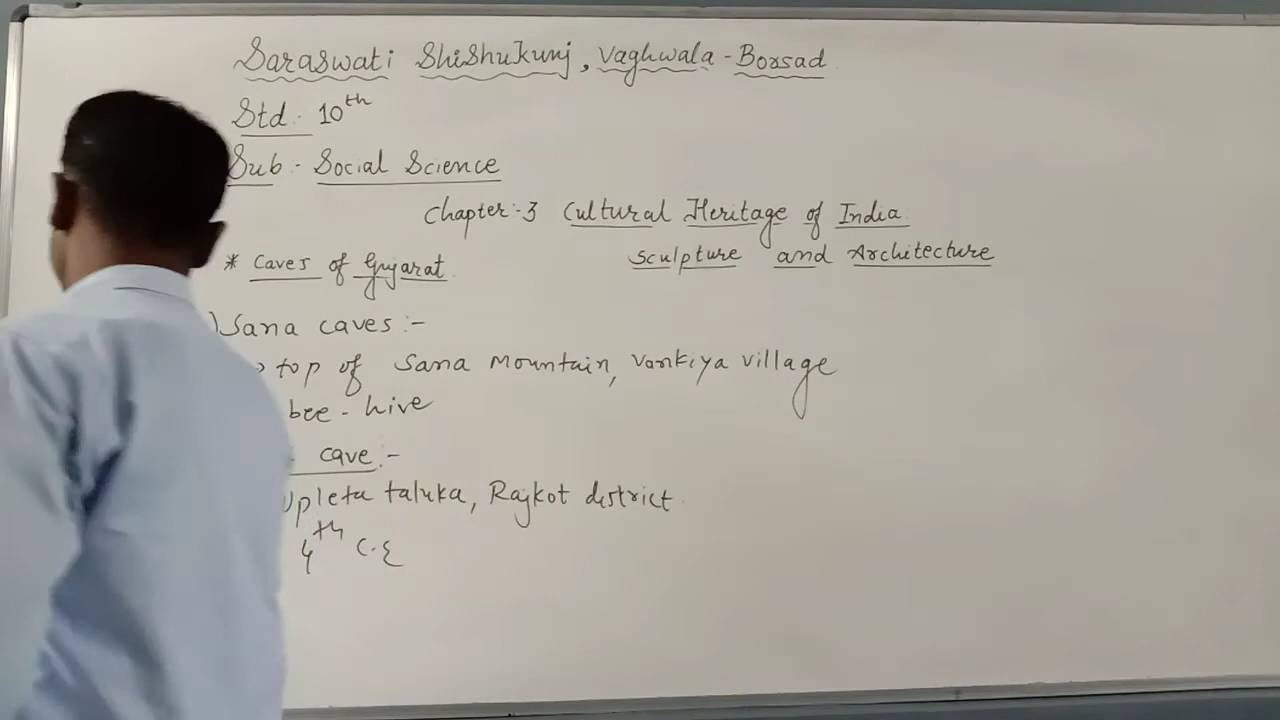 Saraswati Shishukunj, Vaghwala - Borsad
Std. 10th
Sub - Social Science
Chapter:-3 Cultural Heritage of India
Sculpture and Architecture
* Caves of Gujarat
)Sana caves:-
top of Sana Mountain, Vankiya village
bee - hive
cave:-
Upleta taluka, Rajkot district.
4th C.E